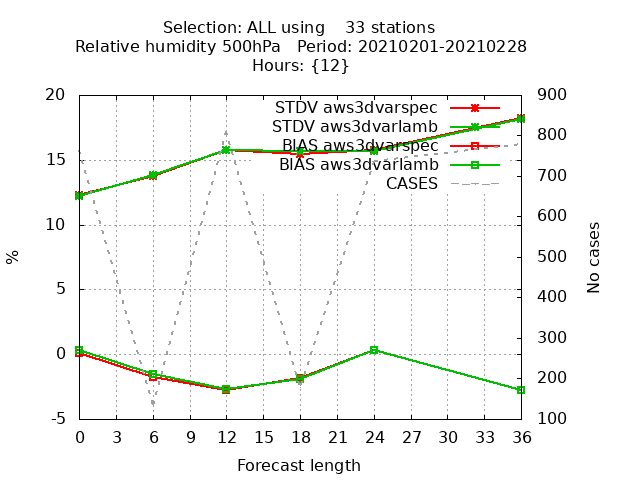 Selection: ALL using    33 stations
Relative humidity 500hPa   Period: 20210201-20210228
Hours: {12}
STDV aws3dvarspec
STDV aws3dvarlamb
BIAS aws3dvarspec
BIAS aws3dvarlamb
CASES
20
15
10
5
0
-5
%
900
800
700
600
500
400
300
200
100
No cases
0 3 6 9 12 15 18 21 24 27 30 33 36
Forecast length